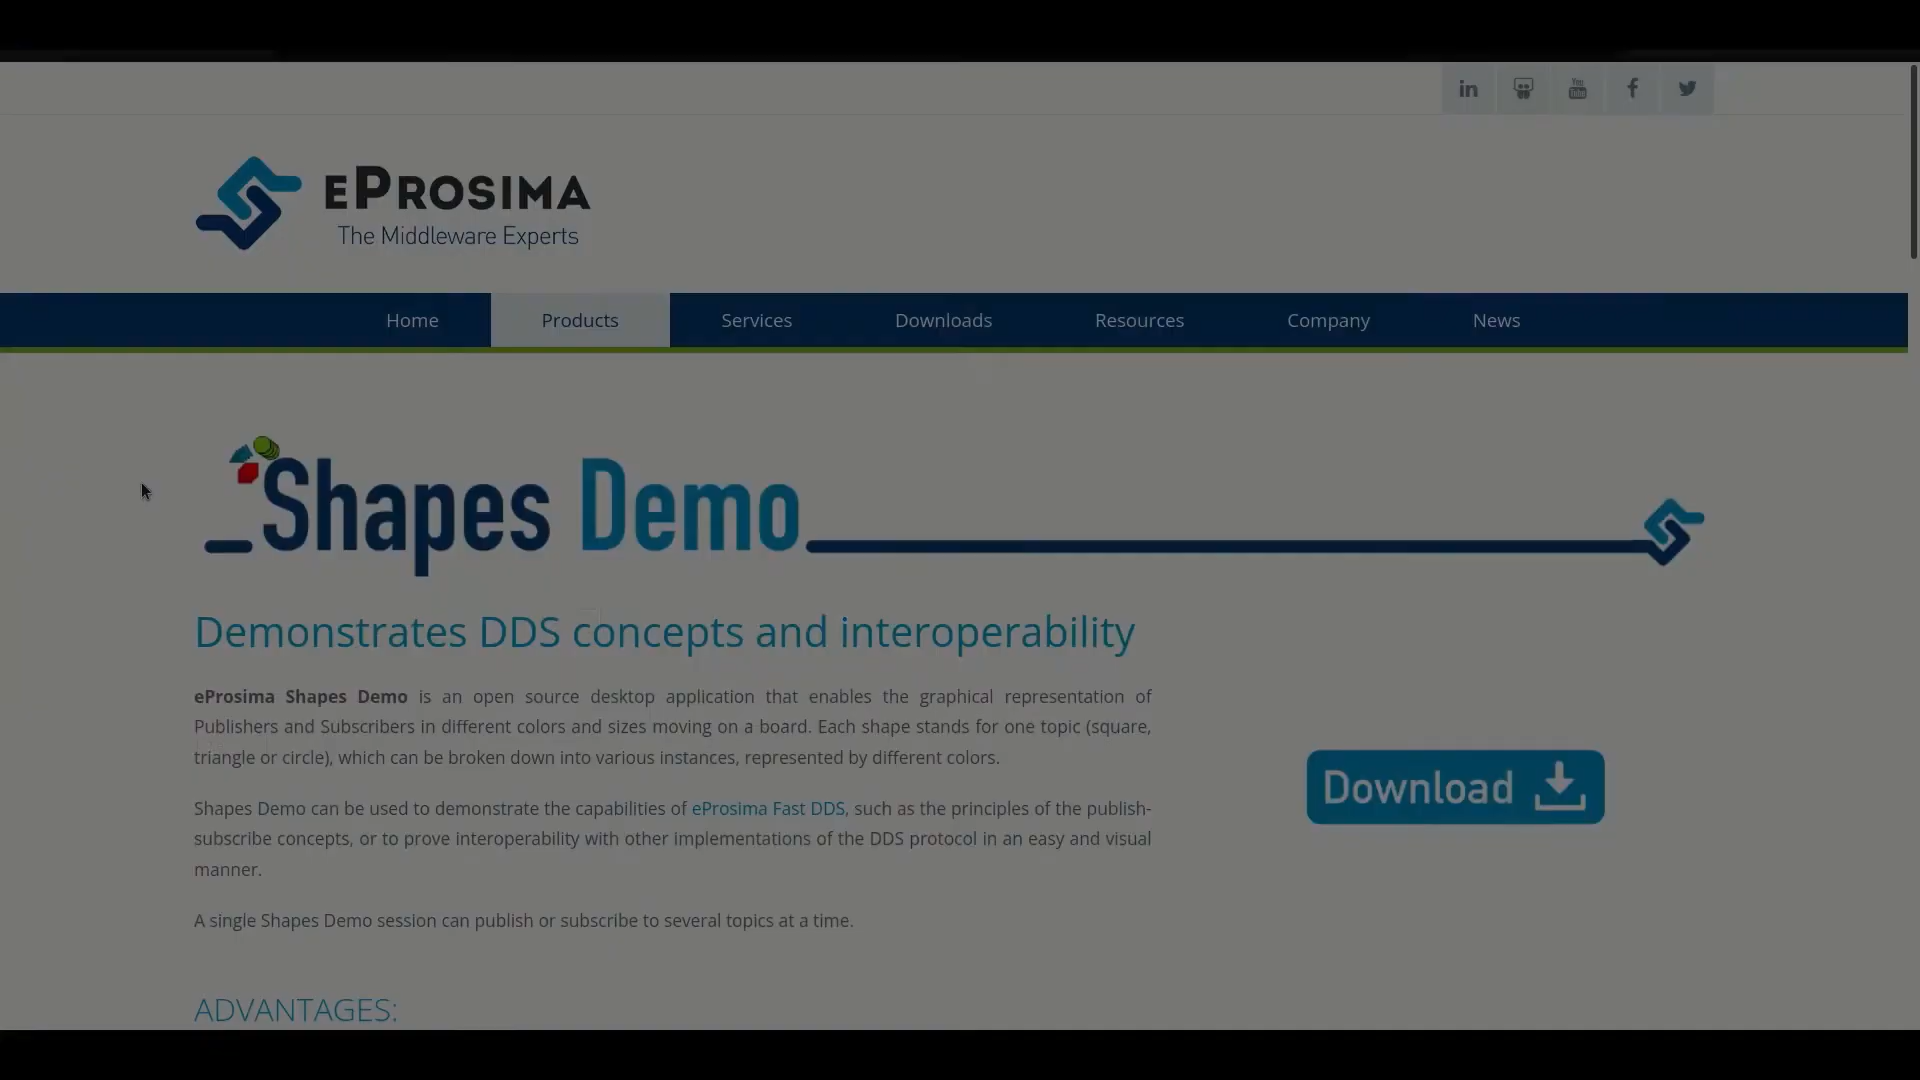 in
You Tube
f
EPROSIMA
The Middleware Experts
Home Products Services Downloads Resources Company News
Shapes Demo
Demonstrates DDS concepts and interoperability
eProsima Shapes Demo is an open source desktop application that enables the graphical representation of
Publishers and Subscribers in different colors and sizes moving on a board. Each shape stands for one topic (square,
triangle or circle), which can be broken down into various instances, represented by different colors.
Shapes Demo can be used to demonstrate the capabilities of eProsima Fast DDS, such as the principles of the publish-
subscribe concepts, or to prove interoperability with other implementations of the DDS protocol in an easy and visual
manner.
Download
A single Shapes Demo session can publish or subscribe to several topics at a time.
ADVANTAGES: